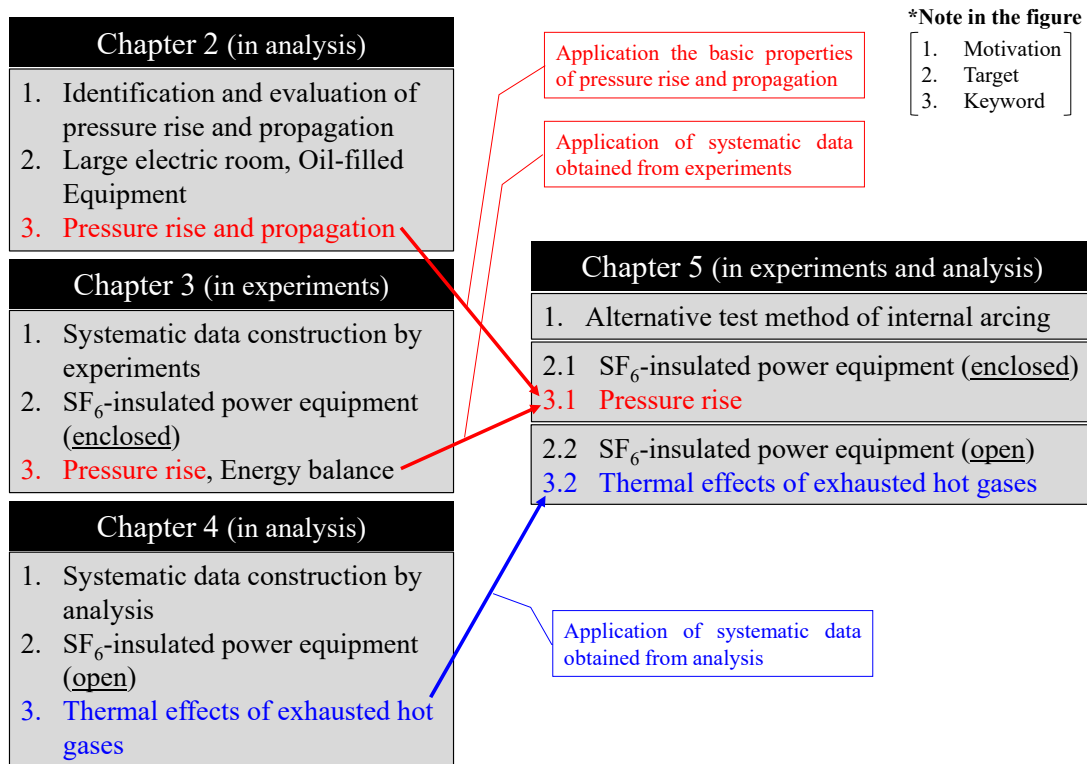 Chapter 2 (in analysis)
1. Identification and evaluation of
pressure rise and propagation
2. Large electric room, Oil-filled
Equipment
3. Pressure rise and propagation
Chapter 3 (in experiments)
1. Systematic data construction by
experiments
2. SF₆-insulated power equipment
(enclosed)
3. Pressure rise, Energy balance
Chapter 4 (in analysis)
1. Systematic data construction by
analysis
2. SF₆-insulated power equipment
(open)
3. Thermal effects of exhausted hot
gases
Application the basic properties
of pressure rise and propagation
Application of systematic data
obtained from experiments
*Note in the figure
1. Motivation
2. Target
3. Keyword
Chapter 5 (in experiments and analysis)
1. Alternative test method of internal arcing
2.1 SF₆-insulated power equipment (enclosed)
3.1 Pressure rise
2.2 SF₆-insulated power equipment (open)
3.2 Thermal effects of exhausted hot gases
Application of systematic data
obtained from analysis